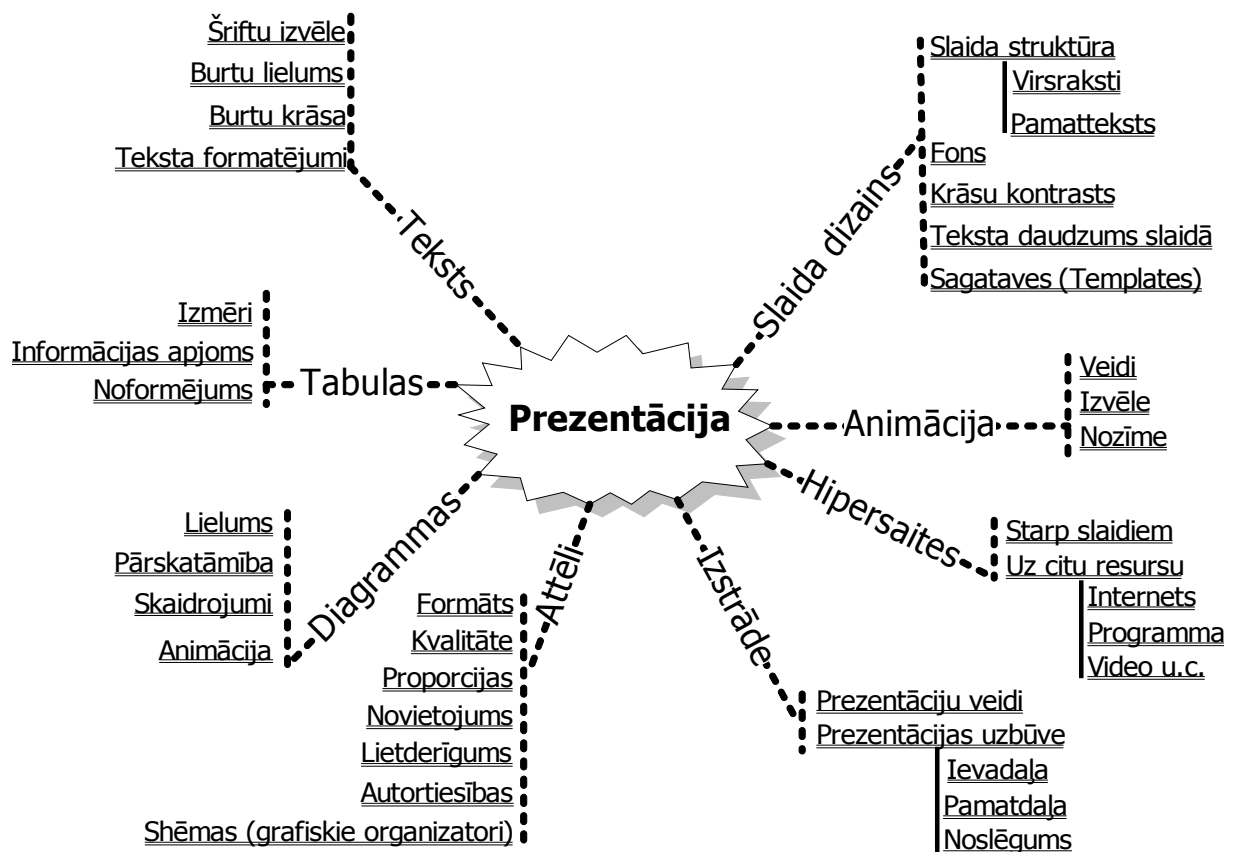 Prezentācija
Teksts
Šriftu izvēle
Burtu lielums
Burtu krāsa
Teksta formatējumi
Slaida dizains
Slaida struktūra
Virsraksti
Pamatteksts
Fons
Krāsu kontrasts
Teksta daudzums slaidā
Sagataves (Templates)
Tabulas
Izmēri
Informācijas apjoms
Noformējums
Animācija
Veidi
Izvēle
Nozīme
Hipersaites
Starp slaidiem
Uz citu resursu
Internets
Programma
Video u.c.
Diagrammas
Lielums
Pārskatāmība
Skaidrojumi
Animācija
Attēli
Formāts
Kvalitāte
Proporcijas
Novietojums
Lietderīgums
Autortiesības
Shēmas (grafiskie organizatori)
Izstrāde
Prezentāciju veidi
Prezentācijas uzbūve
Ievadaļa
Pamatdaļa
Noslēgums